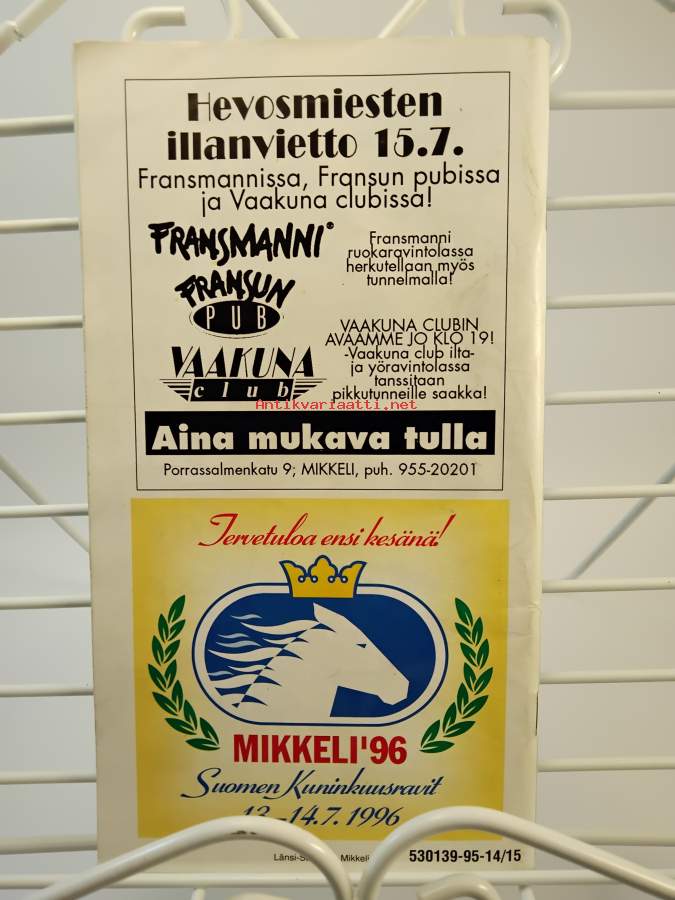 Hevosmiesten
illanvietto 15.7.
Fransmannissa, Fransun pubissa
ja Vaakuna clubissa!
FRANSMANNI®
Fransmanni
ruokaravintolassa
herkutellaan myös
tunnelmalla!
FRANSUN
PUB
VAAKUNA
club
VAAKUNA CLUBIN
AVAAMME JO KLO 19!
-Vaakuna club ilta-
ja yöravintolassa
tanssitaan
pikkutunneille saakka!
Antikvariaatti.net
Aina mukava tulla
Porrassalmenkatu 9; MIKKELI, puh. 955-20201
Tervetuloa ensi kesänä!
MIKKELI'96
Suomen Kuninkuusravit
13.-14.7. 1996
Mikkeli
530139-95-14/15